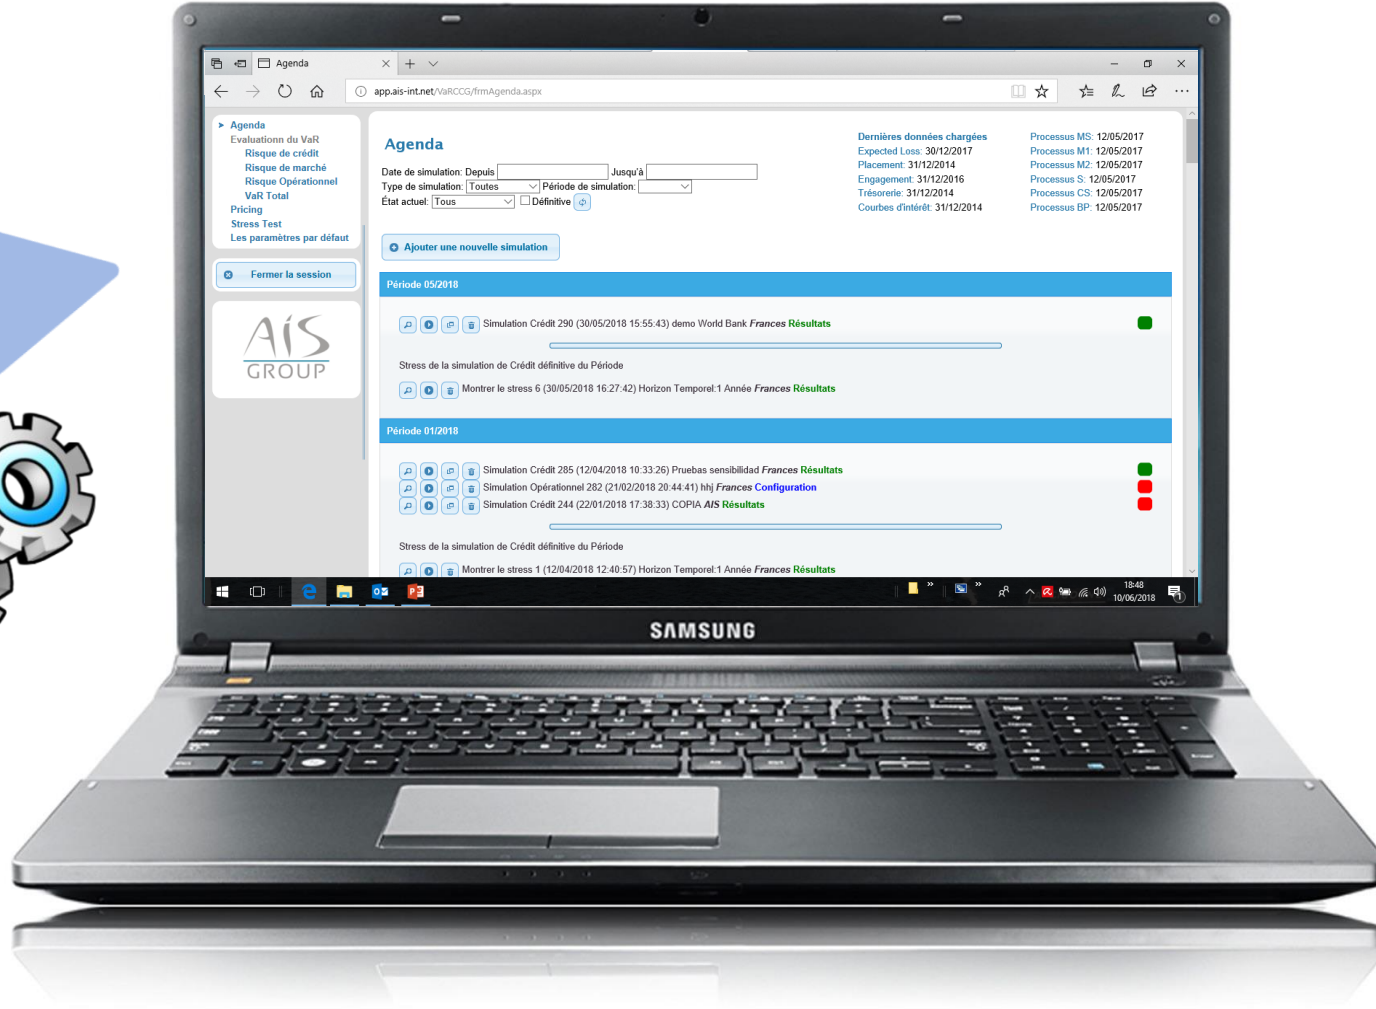 Agenda
app.ais-int.net/VaRCCG/frmAgenda.aspx
Agenda
Evaluationn du VaR
Risque de crédit
Risque de marché
Risque Opérationnel
VaR Total
Pricing
Stress Test
Les paramètres par défaut
Fermer la session
AiS
GROUP
Agenda
Date de simulation: Depuis Jusqu'à
Type de simulation: Toutes Période de simulation:
État actuel: Tous Définitive
Dernières données chargées
Expected Loss: 30/12/2017
Placement: 31/12/2014
Engagement: 31/12/2016
Trésorerie: 31/12/2014
Courbes d'intérêt: 31/12/2014
Processus MS: 12/05/2017
Processus M1: 12/05/2017
Processus M2: 12/05/2017
Processus S: 12/05/2017
Processus CS: 12/05/2017
Processus BP: 12/05/2017
Ajouter une nouvelle simulation
Période 05/2018
Simulation Crédit 290 (30/05/2018 15:55:43) demo World Bank Frances Résultats
Stress de la simulation de Crédit définitive du Période
Montrer le stress 6 (30/05/2018 16:27:42) Horizon Temporel:1 Année Frances Résultats
Période 01/2018
Simulation Crédit 285 (12/04/2018 10:33:26) Pruebas sensibilidad Frances Résultats
Simulation Opérationnel 282 (21/02/2018 20:44:41) hhj Frances Configuration
Simulation Crédit 244 (22/01/2018 17:38:33) COPIA AIS Résultats
Stress de la simulation de Crédit définitive du Période
Montrer le stress 1 (12/04/2018 12:40:57) Horizon Temporel:1 Année Frances Résultats
18:48
10/06/2018
SAMSUNG